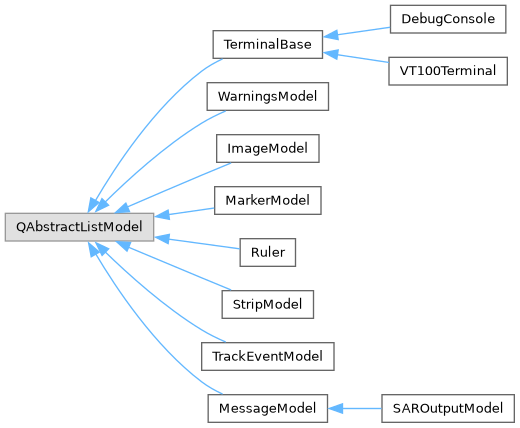 DebugConsole
TerminalBase
VT100Terminal
WarningsModel
ImageModel
MarkerModel
QAbstractListModel
Ruler
StripModel
TrackEventModel
MessageModel
SAROutputModel